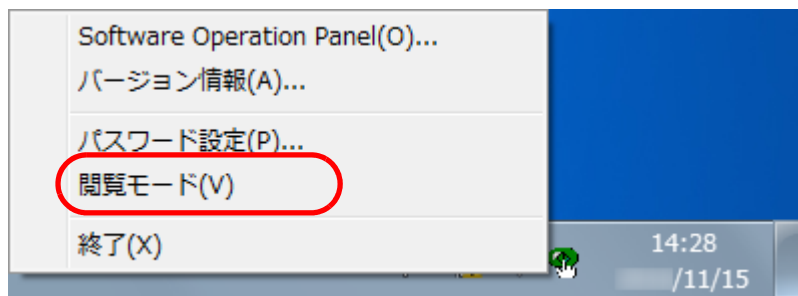 Software Operation Panel(O)...
バージョン情報(A)...
パスワード設定(P)...
閲覧モード(V)
終了(X)
14:28
/11/15